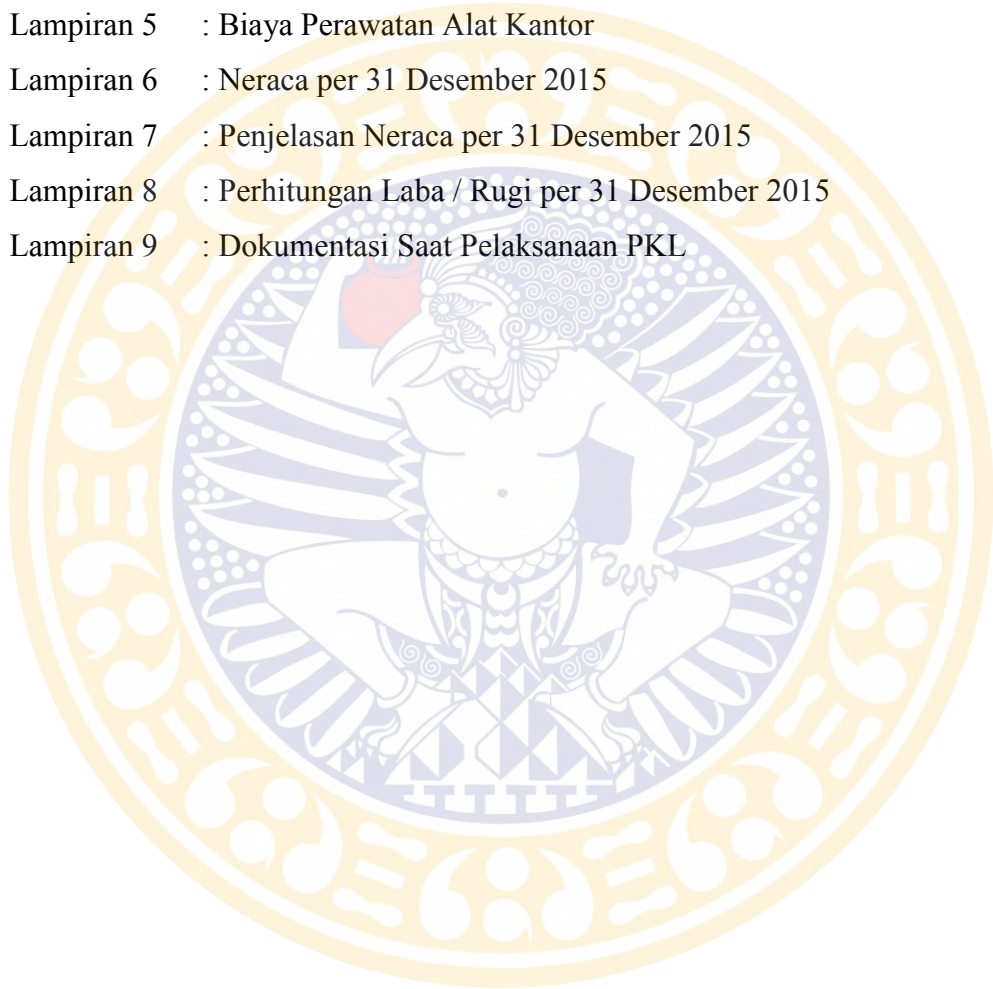 Lampiran 5 : Biaya Perawatan Alat Kantor
Lampiran 6 : Neraca per 31 Desember 2015
Lampiran 7 : Penjelasan Neraca per 31 Desember 2015
Lampiran 8 : Perhitungan Laba / Rugi per 31 Desember 2015
Lampiran 9 : Dokumentasi Saat Pelaksanaan PKL